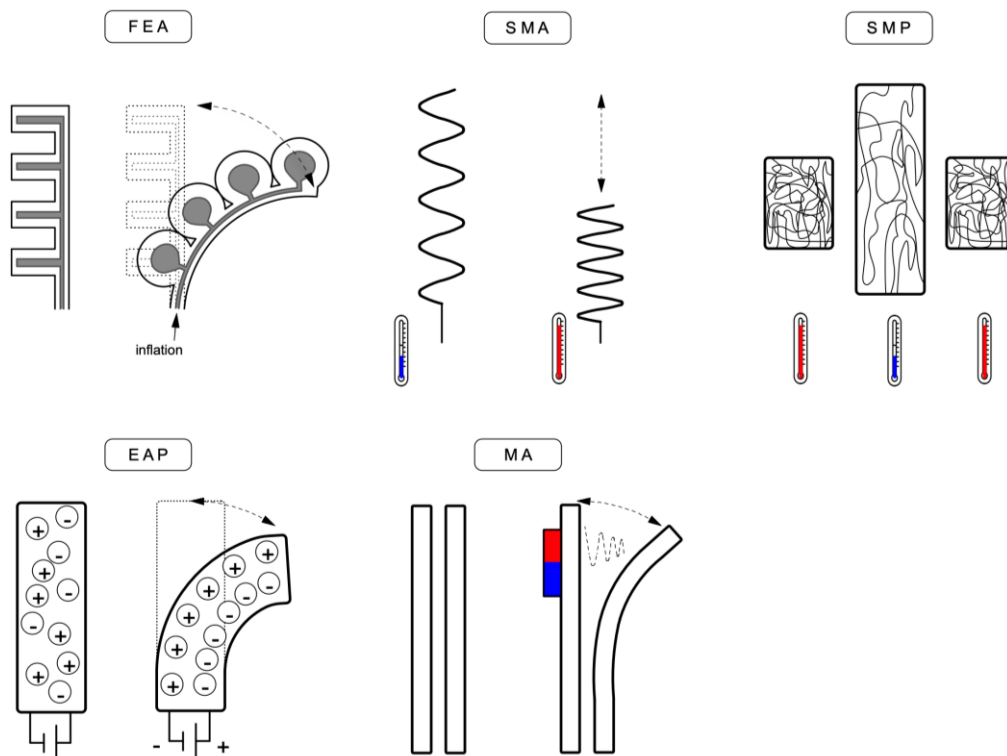 FEA
SMA
SMP
inflation
EAP
MA
+ - - + + - - + + + -
+ - + - + - + - + - + -
- +